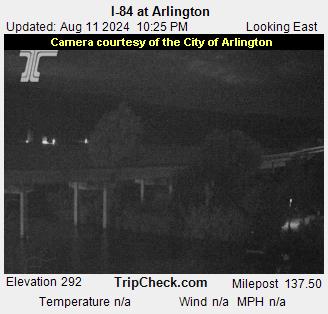 I-84 at Arlington
Updated: Aug 11 2024 10:25 PM Looking East
Camera courtesy of the City of Arlington
Elevation 292 TripCheck.com Milepost 137.50
Temperature n/a Wind n/a MPH n/a